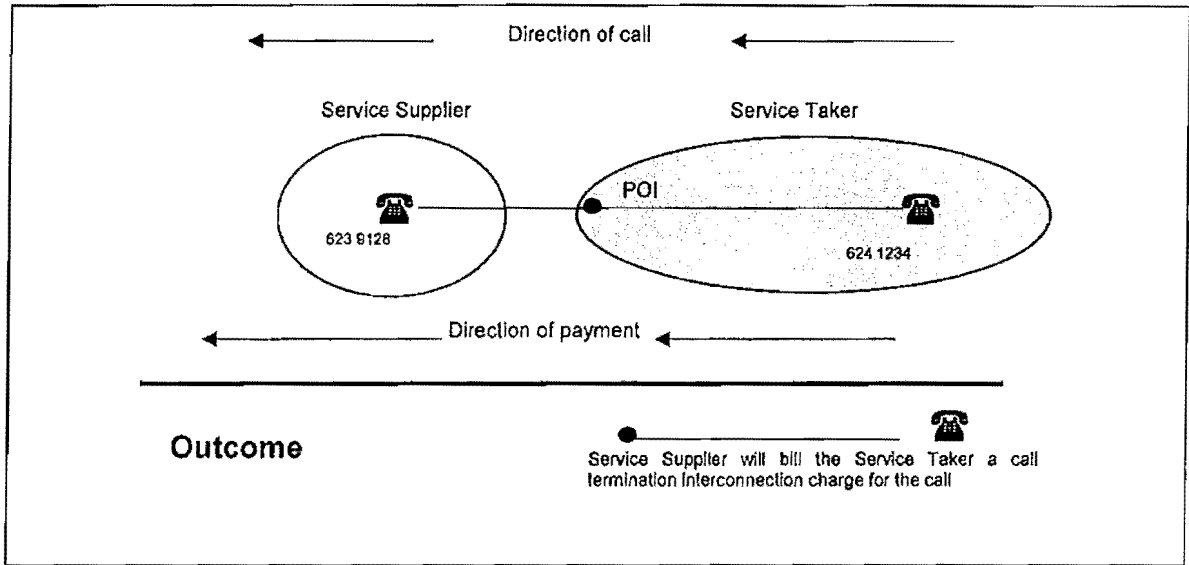 Direction of call
Service Supplier
Service Taker
POI
623 9128
624 1234
Direction of payment
Outcome
Service Supplier will bill the Service Taker a call
termination interconnection charge for the call